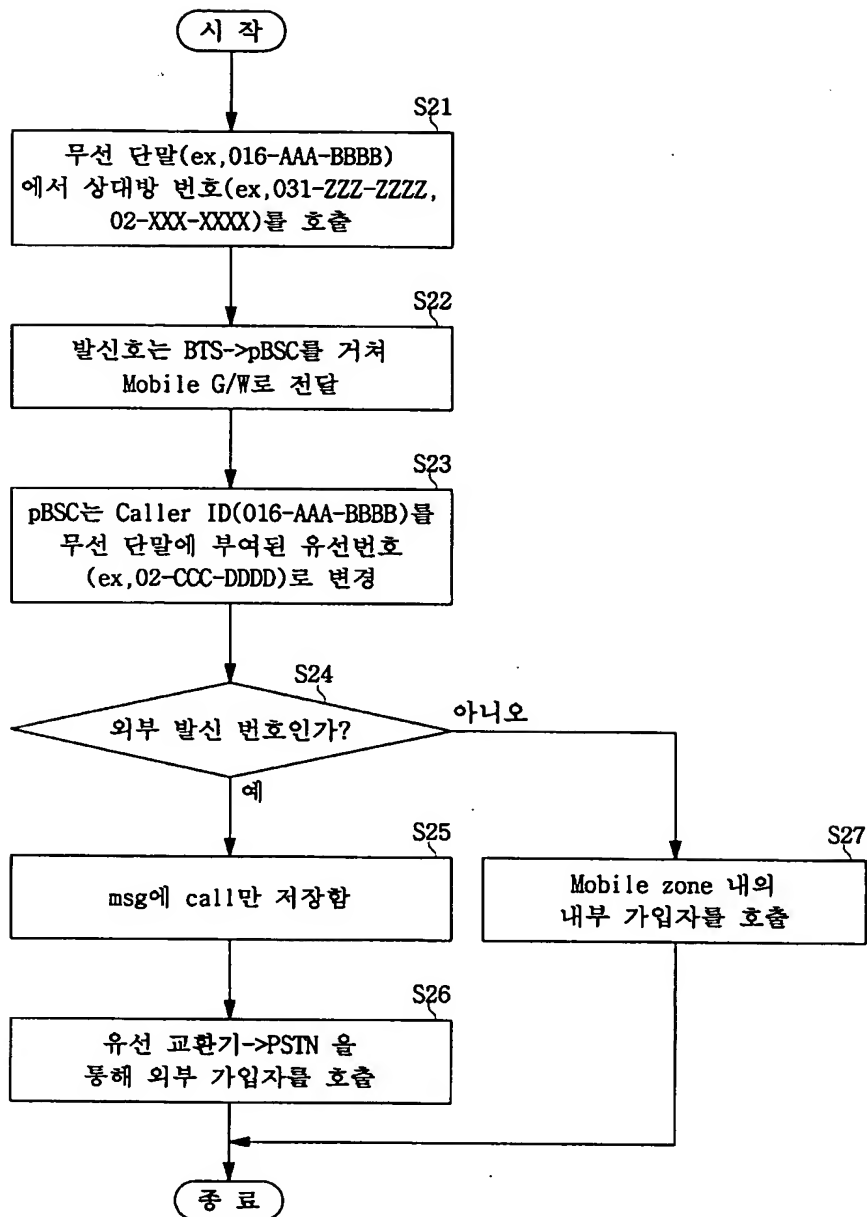 시 작
S21
무선 단말(ex,016-AAA-BBBB)
에서 상대방 번호(ex,031-ZZZ-ZZZZ,
02-XXX-XXXX)를 호출
S22
발신호는 BTS->pBSC를 거쳐
Mobile G/W로 전달
S23
pBSC는 Caller ID(016-AAA-BBBB)를
무선 단말에 부여된 유선번호
(ex,02-CCC-DDDD)로 변경
S24
외부 발신 번호인가?
아니오
예
S25
msg에 call만 저장함
S27
Mobile zone 내의
내부 가입자를 호출
S26
유선 교환기->PSTN 을
통해 외부 가입자를 호출
종 료